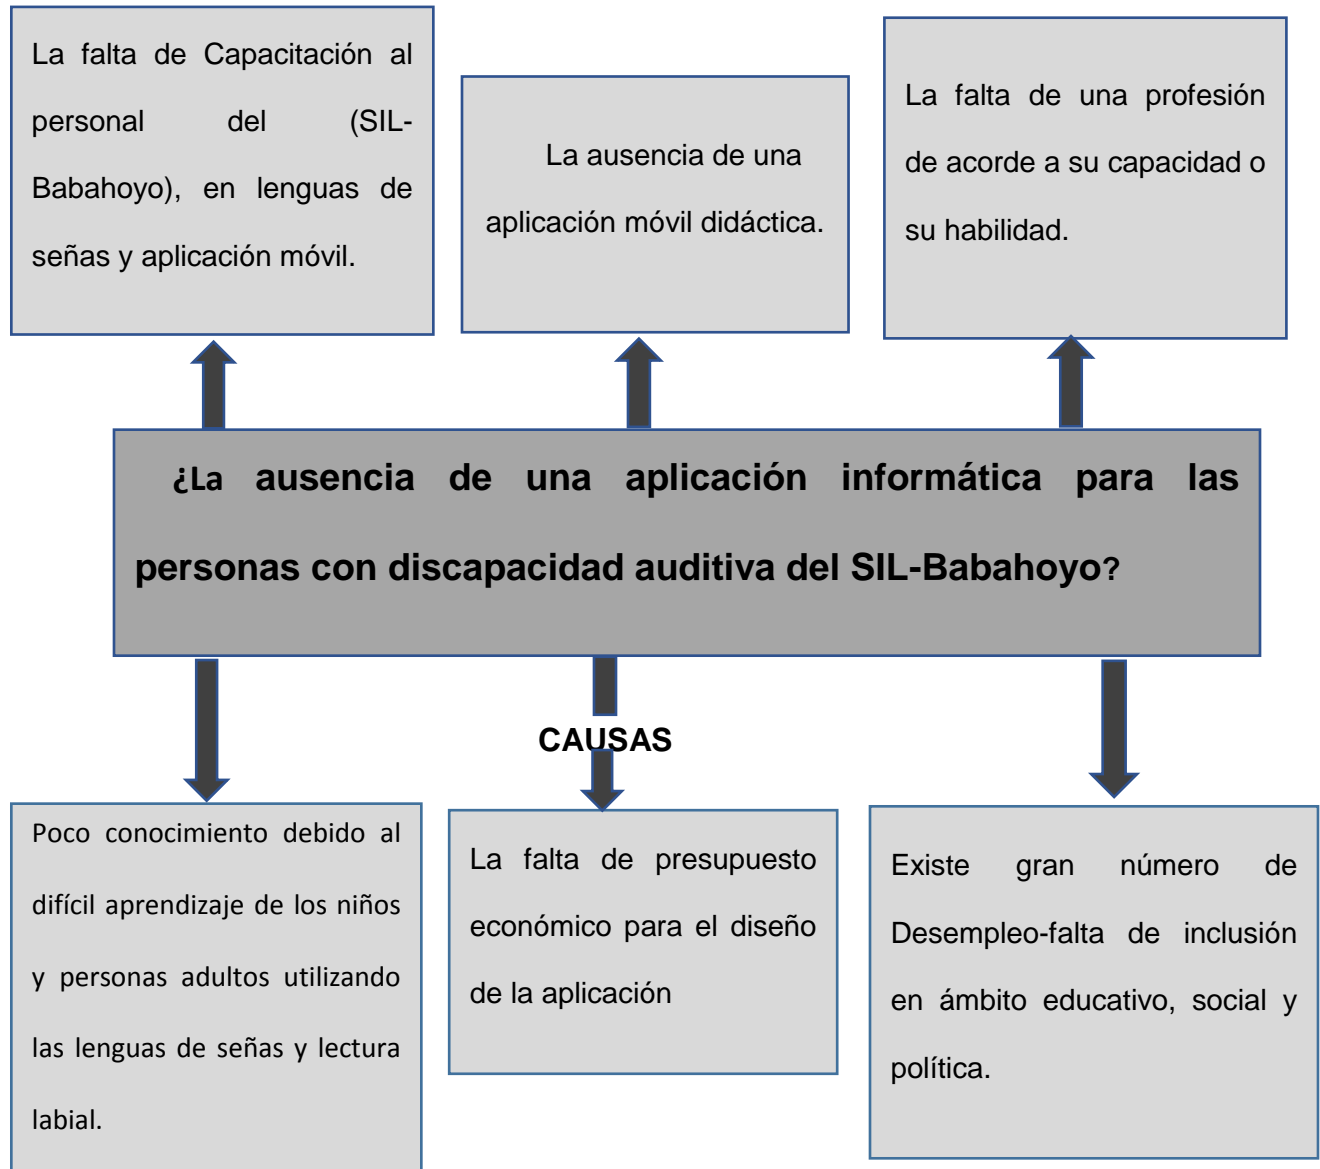 La falta de Capacitación al
personal del (SIL-
Babahoyo), en lenguas de
señas y aplicación móvil.
La ausencia de una
aplicación móvil didáctica.
La falta de una profesión
de acorde a su capacidad o
su habilidad.
¿La ausencia de una aplicación informática para las
personas con discapacidad auditiva del SIL-Babahoyo?
CAUSAS
Poco conocimiento debido al
difícil aprendizaje de los niños
y personas adultos utilizando
las lenguas de señas y lectura
labial.
La falta de presupuesto
económico para el diseño
de la aplicación
Existe gran número de
Desempleo-falta de inclusión
en ámbito educativo, social y
política.